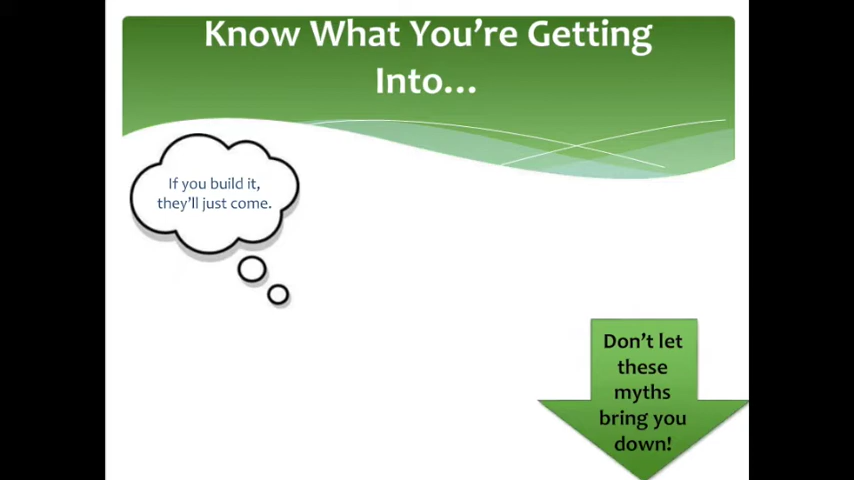 Know What You’re Getting
Into…
If you build it,
they’ll just come.
Don’t let
these
myths
bring you
down!